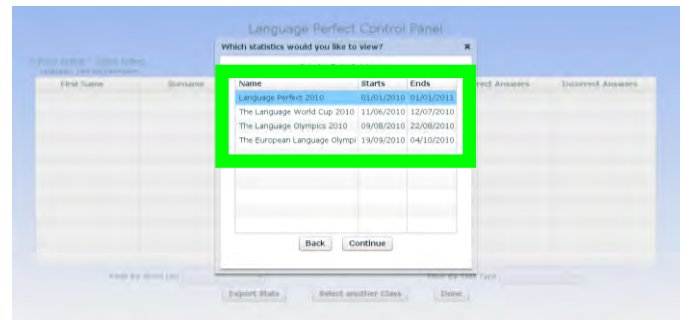 Language Perfect Control Panel
Which statistics would you like to view? ×
First Name Surname Incorrect Answers
Name Starts Ends
Language Perfect 2010 01/01/2010 01/01/2011
The Language World Cup 2010 11/06/2010 12/07/2010
The Language Olympics 2010 09/08/2010 22/08/2010
The European Language Olympi 19/09/2010 04/10/2010
Back Continue
Export Stats Select another Class Done